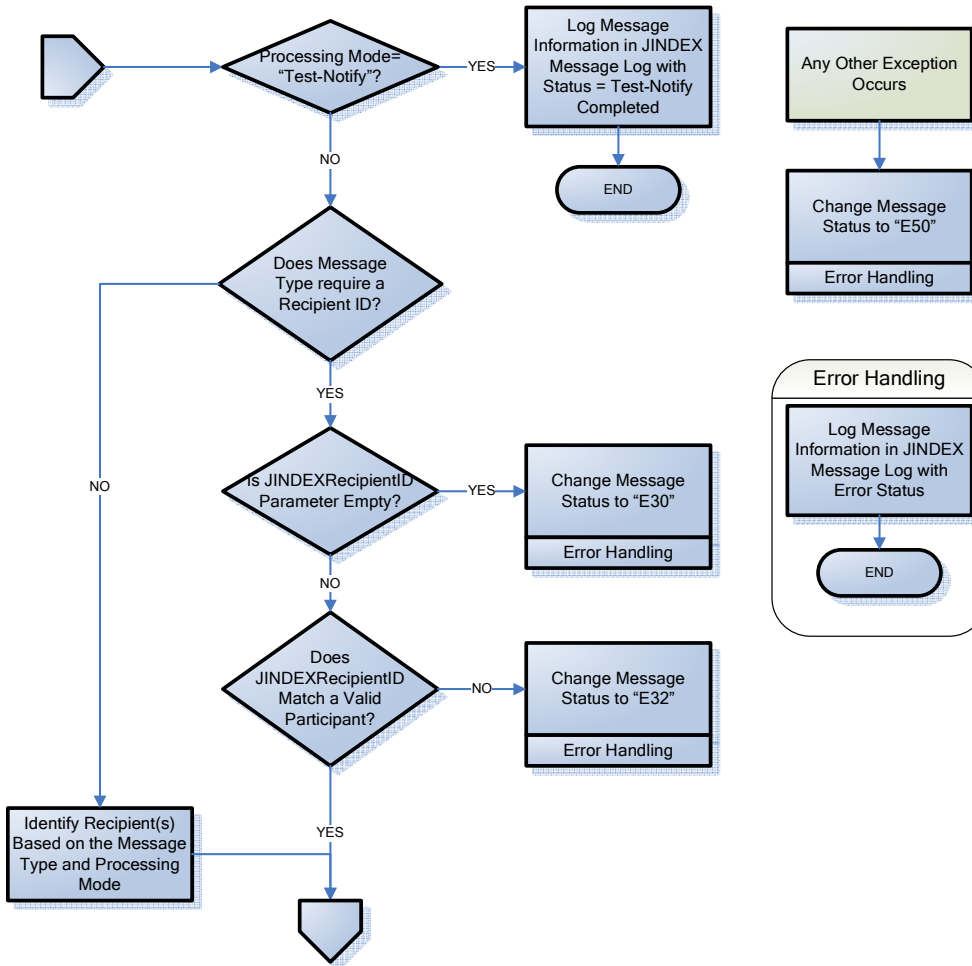 Processing Mode=
“Test-Notify”?
YES
Log Message
Information in JINDEX
Message Log with
Status = Test-Notify
Completed
END
NO
Does Message
Type require a
Recipient ID?
NO
YES
Is JINDEXRecipientID
Parameter Empty?
YES
Change Message
Status to “E30”
Error Handling
NO
Does
JINDEXRecipientID
Match a Valid
Participant?
NO
Change Message
Status to “E32”
Error Handling
YES
Identify Recipient(s)
Based on the Message
Type and Processing
Mode
Any Other Exception
Occurs
Change Message
Status to “E50”
Error Handling
Error Handling
Log Message
Information in JINDEX
Message Log with
Error Status
END